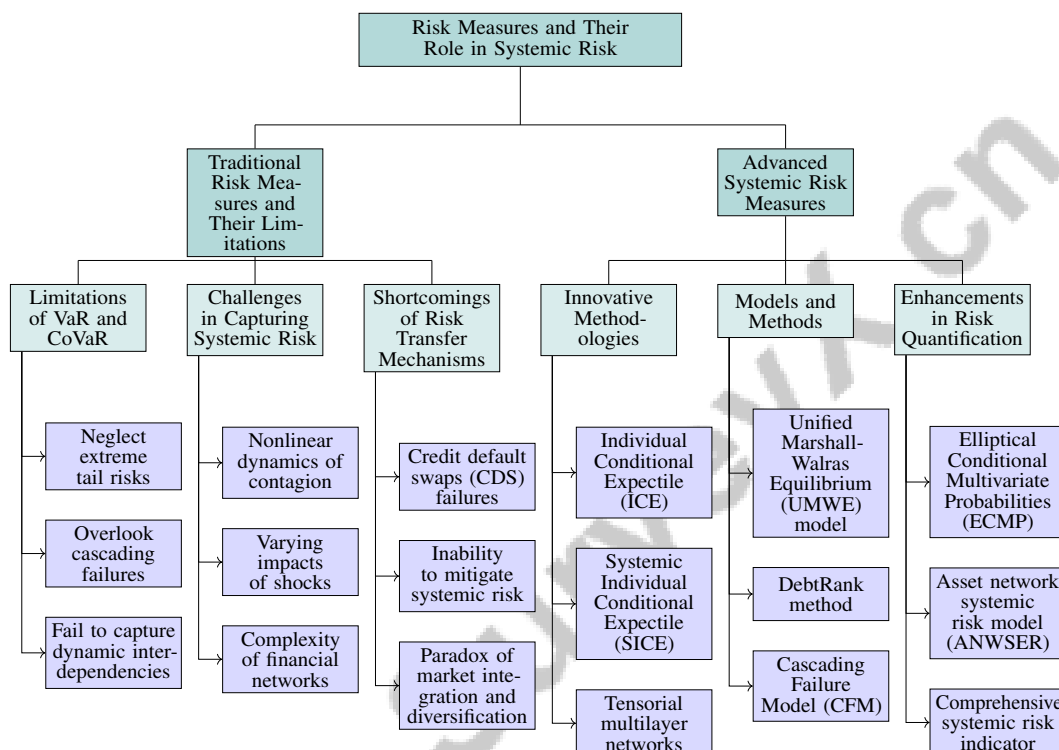 Risk Measures and Their
Role in Systemic Risk
Traditional
Risk Mea-
sures and
Their Lim-
itations
Advanced
Systemic Risk
Measures
Limitations
of VaR and
CoVaR
Challenges
in Capturing
Systemic Risk
Shortcomings
of Risk
Transfer
Mechanisms
Innovative
Method-
ologies
Models and
Methods
Enhancements
in Risk
Quantification
Neglect
extreme
tail risks
Overlook
cascading
failures
Fail to capture
dynamic inter-
dependencies
Nonlinear
dynamics of
contagion
Varying
impacts
of shocks
Complexity
of financial
networks
Credit default
swaps (CDS)
failures
Inability
to mitigate
systemic risk
Paradox of
market inte-
gration and
diversification
Individual
Conditional
Expectile
(ICE)
Systemic
Individual
Conditional
Expectile
(SICE)
Tensorial
multilayer
networks
Unified
Marshall-
Walras
Equilibrium
(UMWE)
model
DebtRank
method
Cascading
Failure
Model (CFM)
Elliptical
Conditional
Multivariate
Probabilities
(ECMP)
Asset network
systemic
risk model
(ANWSER)
Comprehensive
systemic risk
indicator